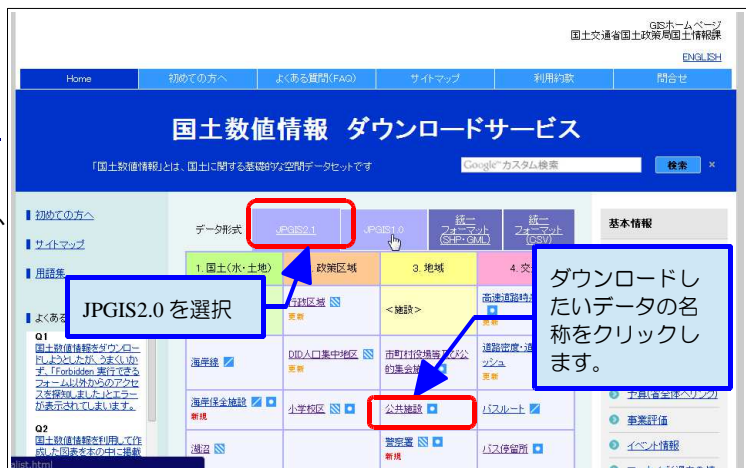 GISホームページ
国土交通省国土政策局国土情報課
ENGLISH
Home 初めての方へ よくある質問(FAQ) サイトマップ 利用約款 問合せ
国土数値情報 ダウンロードサービス
「国土数値情報」とは、国土に関する基礎的な空間データセットです
Google™カスタム検索 検索 ×
初めての方へ
サイトマップ
用語集
よくある
Q1
国土数値情報をダウンロー
ドしようとしたが、うまくいか
ず、「Forbidden 実行できる
フォーム以外からのアクセ
スを探知しました」とエラー
が表示されてしまいます。
Q2
国土数値情報を利用して作
成した図表を本の中に掲載
list.html
データ形式 JPGIS2.1 JPGIS1.0 統一
フォーマット
(SHP・GML) 統一
フォーマット
(CSV)
1. 国土(水・土地) 政策区域 3. 地域 4. 交
行政区域
更新
<施設>
高速道路時
更新
海岸線
DID人口集中地区
更新
市町村役場等及び公
的集会施
道路密度・道
ッシュ
更新
海岸保全施設
新規
小学校区
公共施設
バスルート
湖沼
警察署
新規
バス停留所
基本情報
予算(省全体へリンク)
事業評価
イベント情報
JPGIS2.0 を選択
ダウンロードし
たいデータの名
称をクリックし
ます。